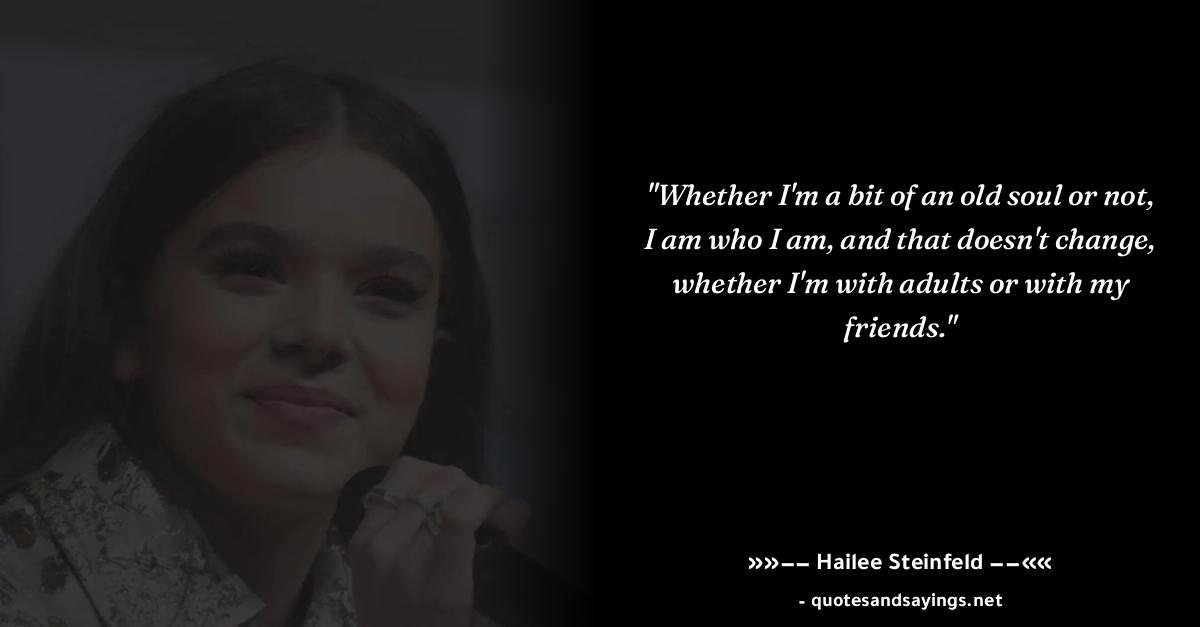 "Whether I'm a bit of an old soul or not,
I am who I am, and that doesn't change,
whether I'm with adults or with my
friends."
»»–– Hailee Steinfeld ––««
- quotesandsayings.net